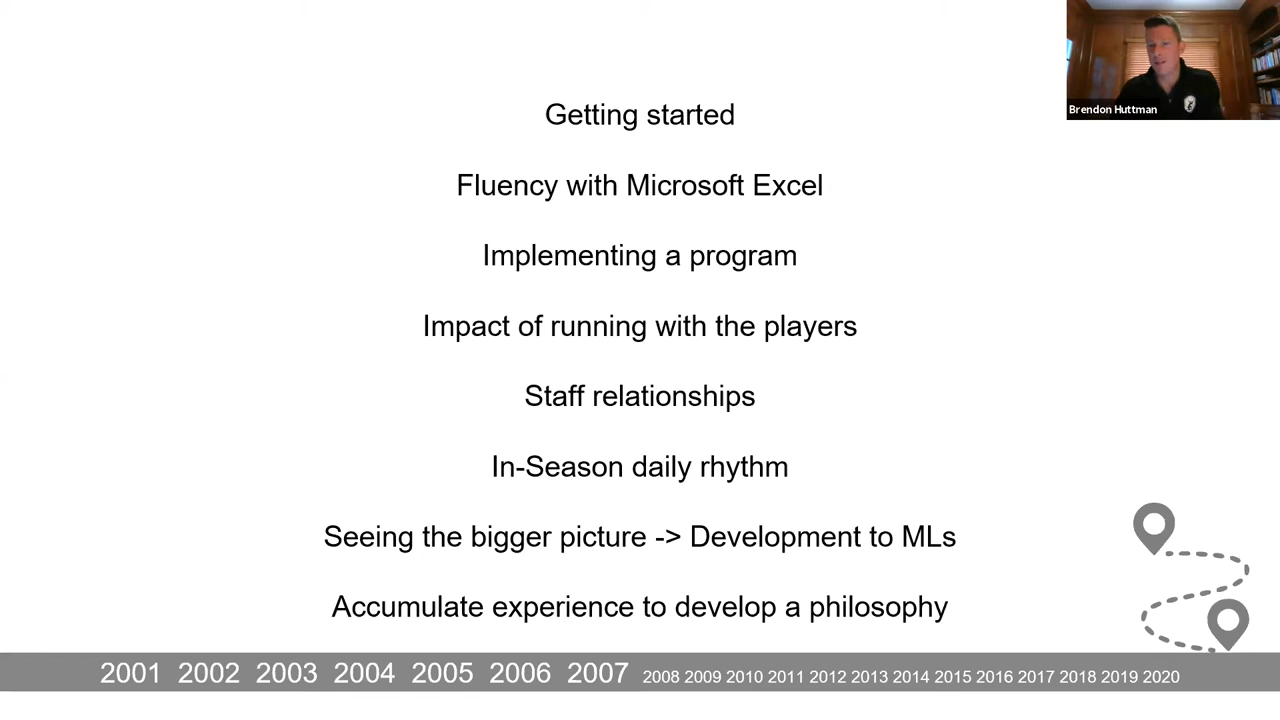 Brendon Huttman
Getting started
Fluency with Microsoft Excel
Implementing a program
Impact of running with the players
Staff relationships
In-Season daily rhythm
Seeing the bigger picture -> Development to MLs
Accumulate experience to develop a philosophy
2001 2002 2003 2004 2005 2006 2007 2008 2009 2010 2011 2012 2013 2014 2015 2016 2017 2018 2019 2020